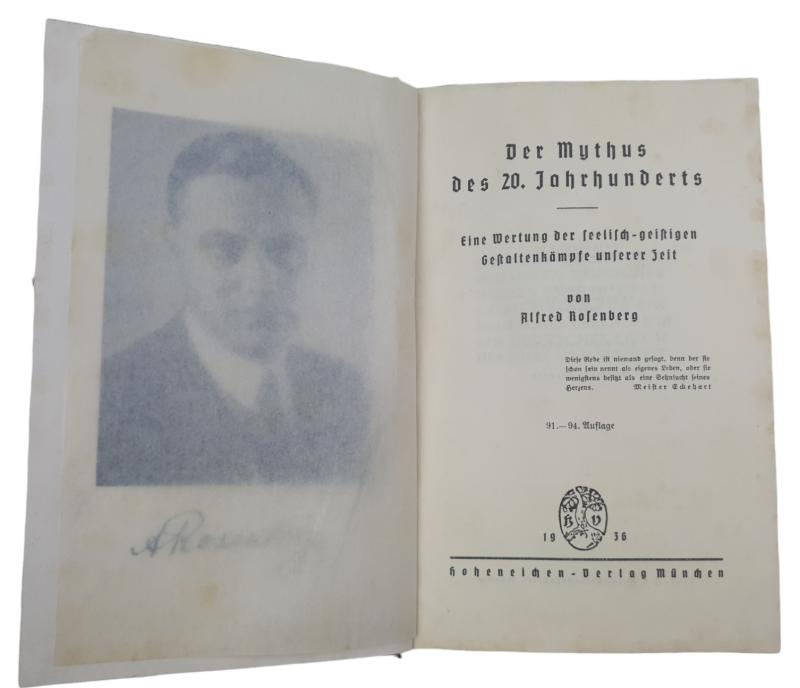 A Rosenberg
Der Mythus
des 20. Jahrhunderts
Eine Wertung der seelisch-geistigen
Gestaltenkämpfe unserer Zeit
von
Alfred Rosenberg
Diese Rede ist niemand gesagt, denn der sie
schon sein nennt als eigenes Leben, oder sie
wenigstens besitzt als eine Sehnsucht seines
Herzens. Meister Eckehart
91.—94. Auflage
H V
19 36
Hoheneichen-Verlag München